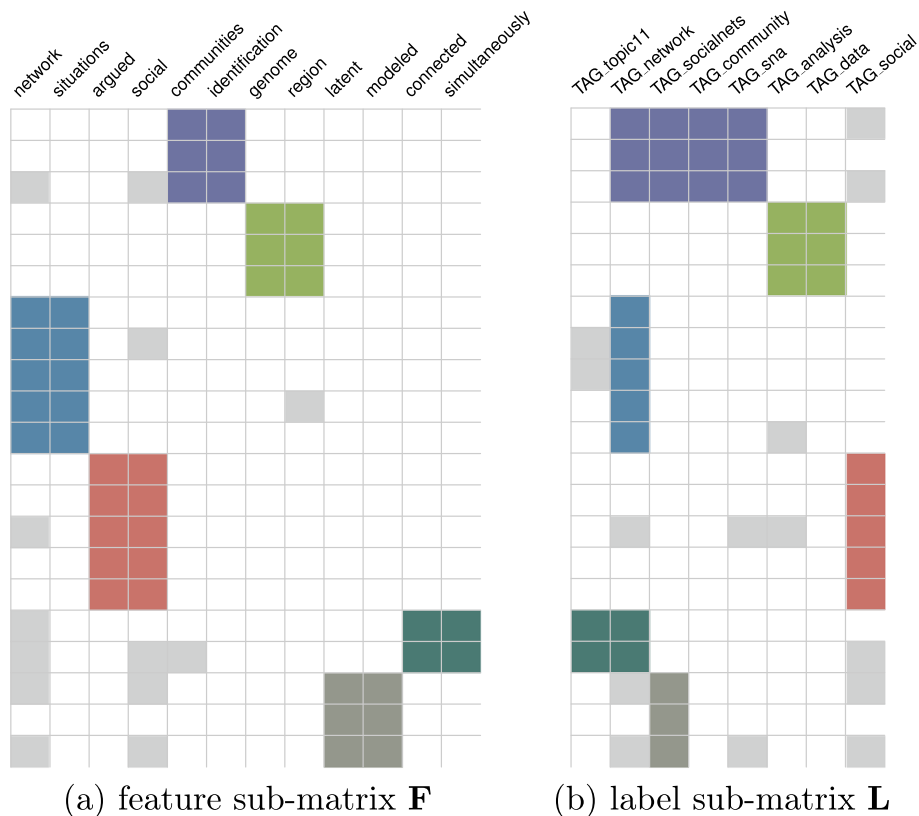 network
situations
argued
social
communities
identification
genome
region
latent
modeled
connected
simultaneously
TAG_topic11
TAG_network
TAG_socialnets
TAG_community
TAG_sna
TAG_analysis
TAG_data
TAG_social
(a) feature sub-matrix F
(b) label sub-matrix L